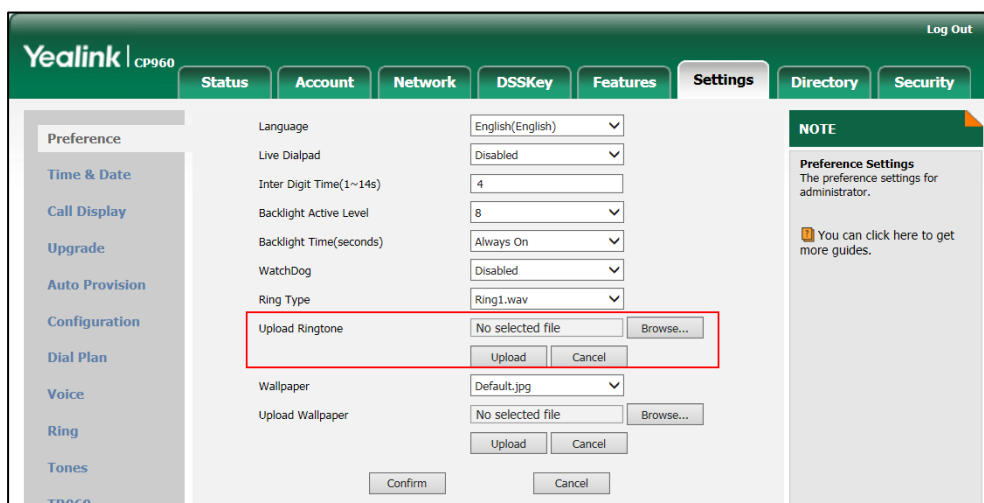 Log Out
Yealink CP960
Status Account Network DSSKey Features Settings Directory Security
Preference
Time & Date
Call Display
Upgrade
Auto Provision
Configuration
Dial Plan
Voice
Ring
Tones
Language English(English)
Live Dialpad Disabled
Inter Digit Time(1~14s) 4
Backlight Active Level 8
Backlight Time(seconds) Always On
WatchDog Disabled
Ring Type Ring1.wav
Upload Ringtone No selected file Browse...
Upload Cancel
Wallpaper Default.jpg
Upload Wallpaper No selected file Browse...
Upload Cancel
Confirm Cancel
NOTE
Preference Settings
The preference settings for
administrator.
You can click here to get
more guides.